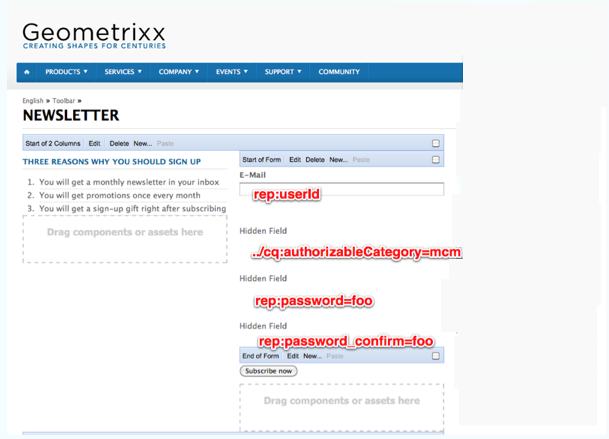 Geometrixx
CREATING SHAPES FOR CENTURIES
PRODUCTS ▾ SERVICES ▾ COMPANY ▾ EVENTS ▾ SUPPORT ▾ COMMUNITY
English » Toolbar »
NEWSLETTER
Start of 2 Columns Edit Delete New... Paste
THREE REASONS WHY YOU SHOULD SIGN UP
1. You will get a monthly newsletter in your inbox
2. You will get promotions once every month
3. You will get a sign-up gift right after subscribing
Drag components or assets here
Start of Form Edit Delete New... Paste
E-Mail
rep:userId
Hidden Field
../cq:authorizableCategory=mcm
Hidden Field
rep:password=foo
Hidden Field
rep:password_confirm=foo
End of Form Edit New... Paste
Subscribe now
Drag components or assets here